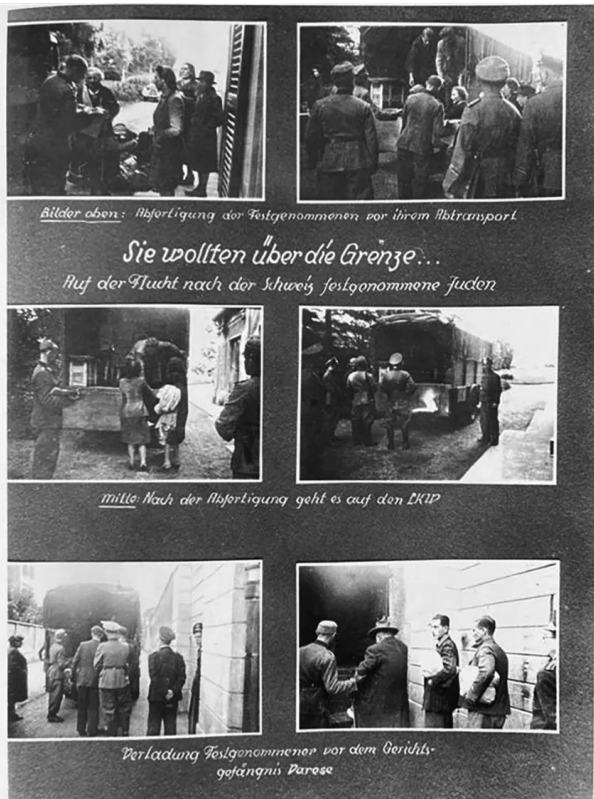 Bilder oben: Abfertigung der Festgenommenen vor ihrem Abtransport
Sie wollten über die Grenze...
Auf der Flucht nach der Schweiz festgenommene Juden
Mitte: Nach der Abfertigung geht es auf den LKW
Verladung Festgenommener vor dem Gerichts-
gefängnis Varese